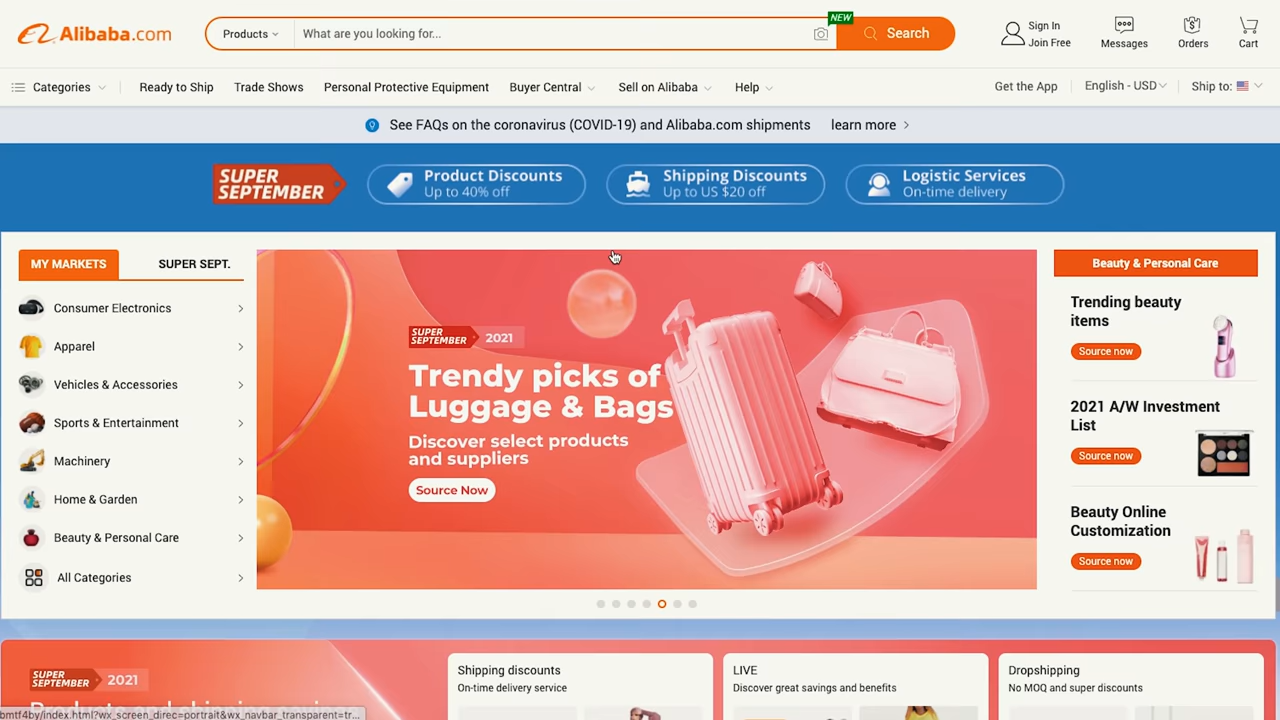 Alibaba.com
Products
What are you looking for...
NEW
Search
Sign In
Join Free
Messages
Orders
Cart
Categories
Ready to Ship
Trade Shows
Personal Protective Equipment
Buyer Central
Sell on Alibaba
Help
Get the App
English - USD
Ship to:
See FAQs on the coronavirus (COVID-19) and Alibaba.com shipments
learn more
SUPER
SEPTEMBER
Product Discounts
Up to 40% off
Shipping Discounts
Up to US $20 off
Logistic Services
On-time delivery
MY MARKETS
SUPER SEPT.
Consumer Electronics
Apparel
Vehicles & Accessories
Sports & Entertainment
Machinery
Home & Garden
Beauty & Personal Care
All Categories
SUPER
SEPTEMBER
2021
Trendy picks of
Luggage & Bags
Discover select products
and suppliers
Source Now
Beauty & Personal Care
Trending beauty
items
Source now
2021 A/W Investment
List
Source now
Beauty Online
Customization
Source now
SUPER
SEPTEMBER
2021
Shipping discounts
On-time delivery service
LIVE
Discover great savings and benefits
Dropshipping
No MOQ and super discounts
bmtf4by/index.html?wx_screen_direc=portrait&wx_navbar_transparent=tr...